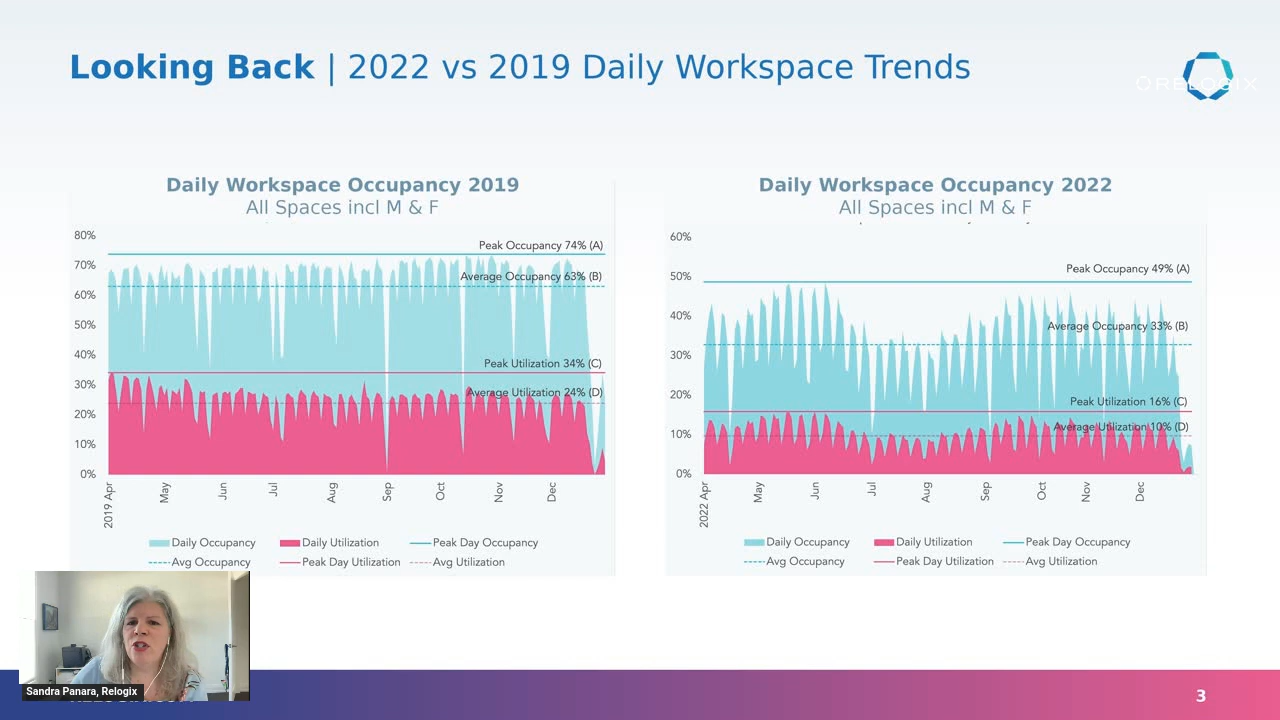 Looking Back | 2022 vs 2019 Daily Workspace Trends
ORELOGIX
Daily Workspace Occupancy 2019
All Spaces incl M & F
80%
70%
60%
50%
40%
30%
20%
10%
0%
Peak Occupancy 74% (A)
Average Occupancy 63% (B)
Peak Utilization 34% (C)
Average Utilization 24% (D)
2019 Apr
May
Jun
Jul
Aug
Sep
Oct
Nov
Dec
Daily Occupancy
Daily Utilization
Peak Day Occupancy
Avg Occupancy
Peak Day Utilization
Avg Utilization
Daily Workspace Occupancy 2022
All Spaces incl M & F
60%
50%
40%
30%
20%
10%
0%
Peak Occupancy 49% (A)
Average Occupancy 33% (B)
Peak Utilization 16% (C)
Average Utilization 10% (D)
2022 Apr
May
Jun
Jul
Aug
Sep
Oct
Nov
Dec
Daily Occupancy
Daily Utilization
Peak Day Occupancy
Avg Occupancy
Peak Day Utilization
Avg Utilization
Sandra Panara, Relogix
3